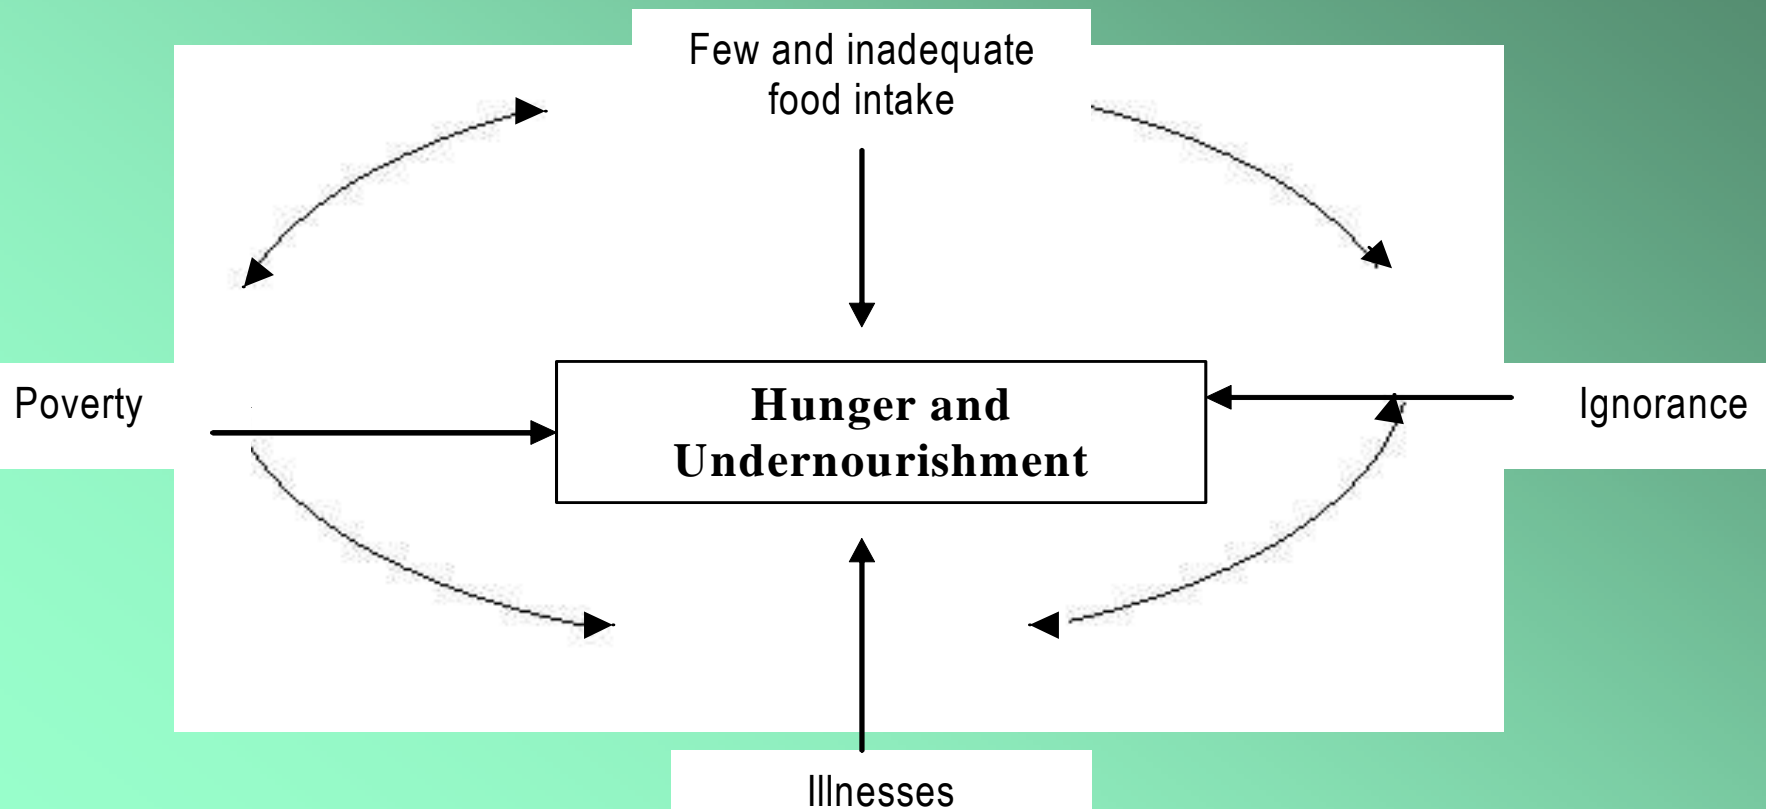 Few and inadequate
food intake
Poverty
Hunger and
Undernourishment
Ignorance
Illnesses